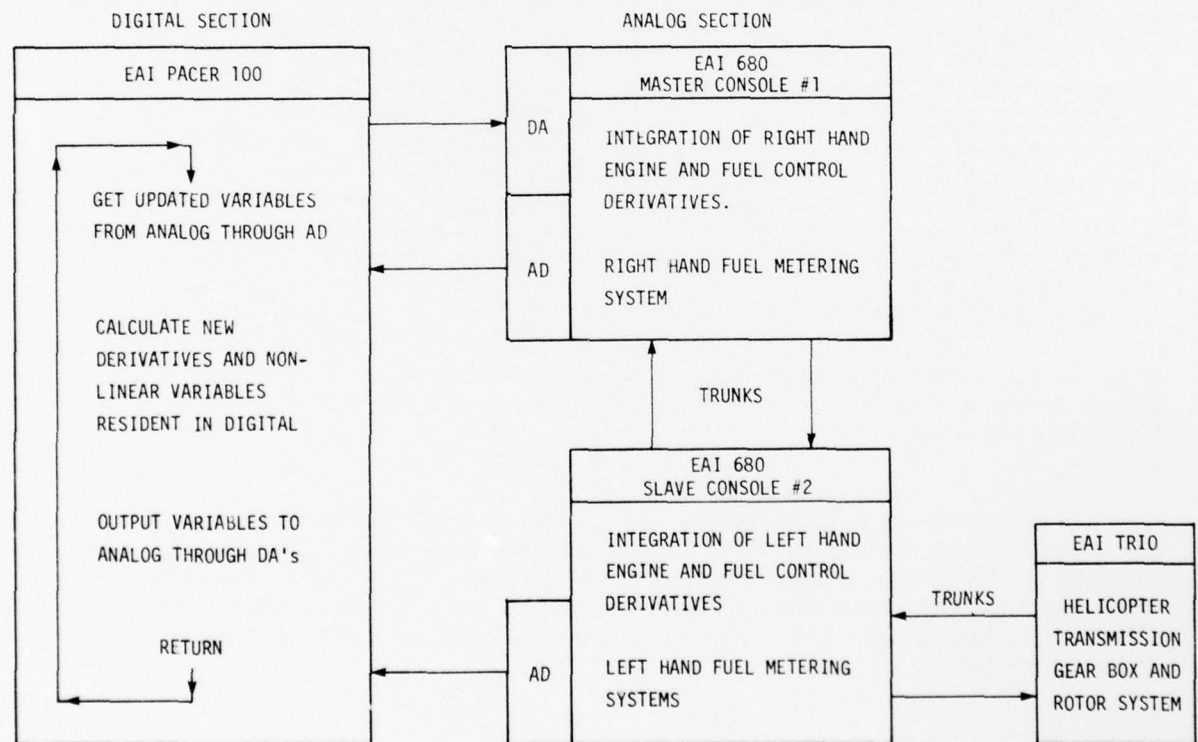 DIGITAL SECTION
EAI PACER 100
GET UPDATED VARIABLES
FROM ANALOG THROUGH AD
CALCULATE NEW
DERIVATIVES AND NON-
LINEAR VARIABLES
RESIDENT IN DIGITAL
OUTPUT VARIABLES TO
ANALOG THROUGH DA's
RETURN
ANALOG SECTION
DA
AD
EAI 680
MASTER CONSOLE #1
INTEGRATION OF RIGHT HAND
ENGINE AND FUEL CONTROL
DERIVATIVES.
RIGHT HAND FUEL METERING
SYSTEM
TRUNKS
EAI 680
SLAVE CONSOLE #2
INTEGRATION OF LEFT HAND
ENGINE AND FUEL CONTROL
DERIVATIVES
LEFT HAND FUEL METERING
SYSTEMS
AD
TRUNKS
EAI TRIO
HELICOPTER
TRANSMISSION
GEAR BOX AND
ROTOR SYSTEM